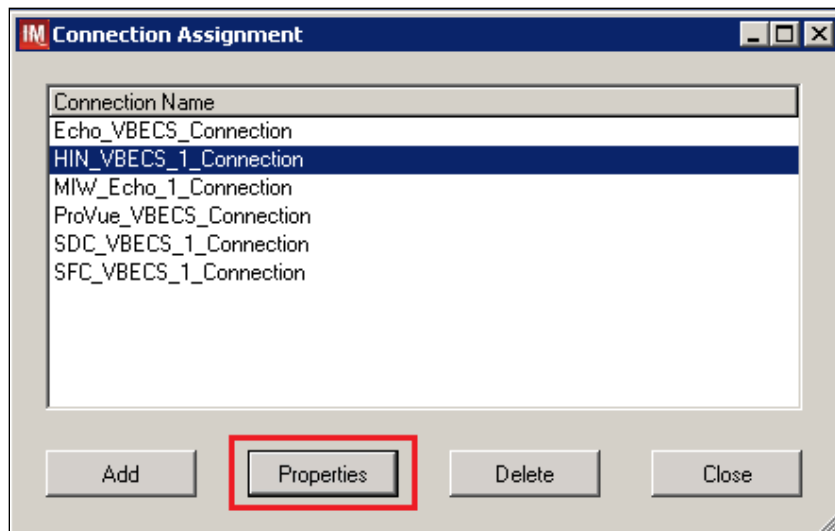 IM Connection Assignment
Connection Name
Echo_VBECS_Connection
HIN_VBECS_1_Connection
MIW_Echo_1_Connection
ProVue_VBECS_Connection
SDC_VBECS_1_Connection
SFC_VBECS_1_Connection
Add Properties Delete Close